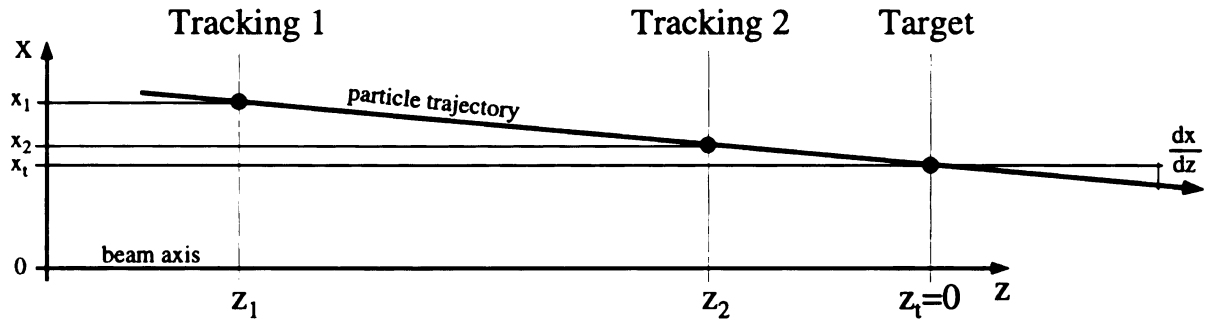 Tracking 1
Tracking 2
Target
x
x₁
particle trajectory
x₂
xₜ
dx
dz
beam axis
0
z₁
z₂
zₜ=0
z